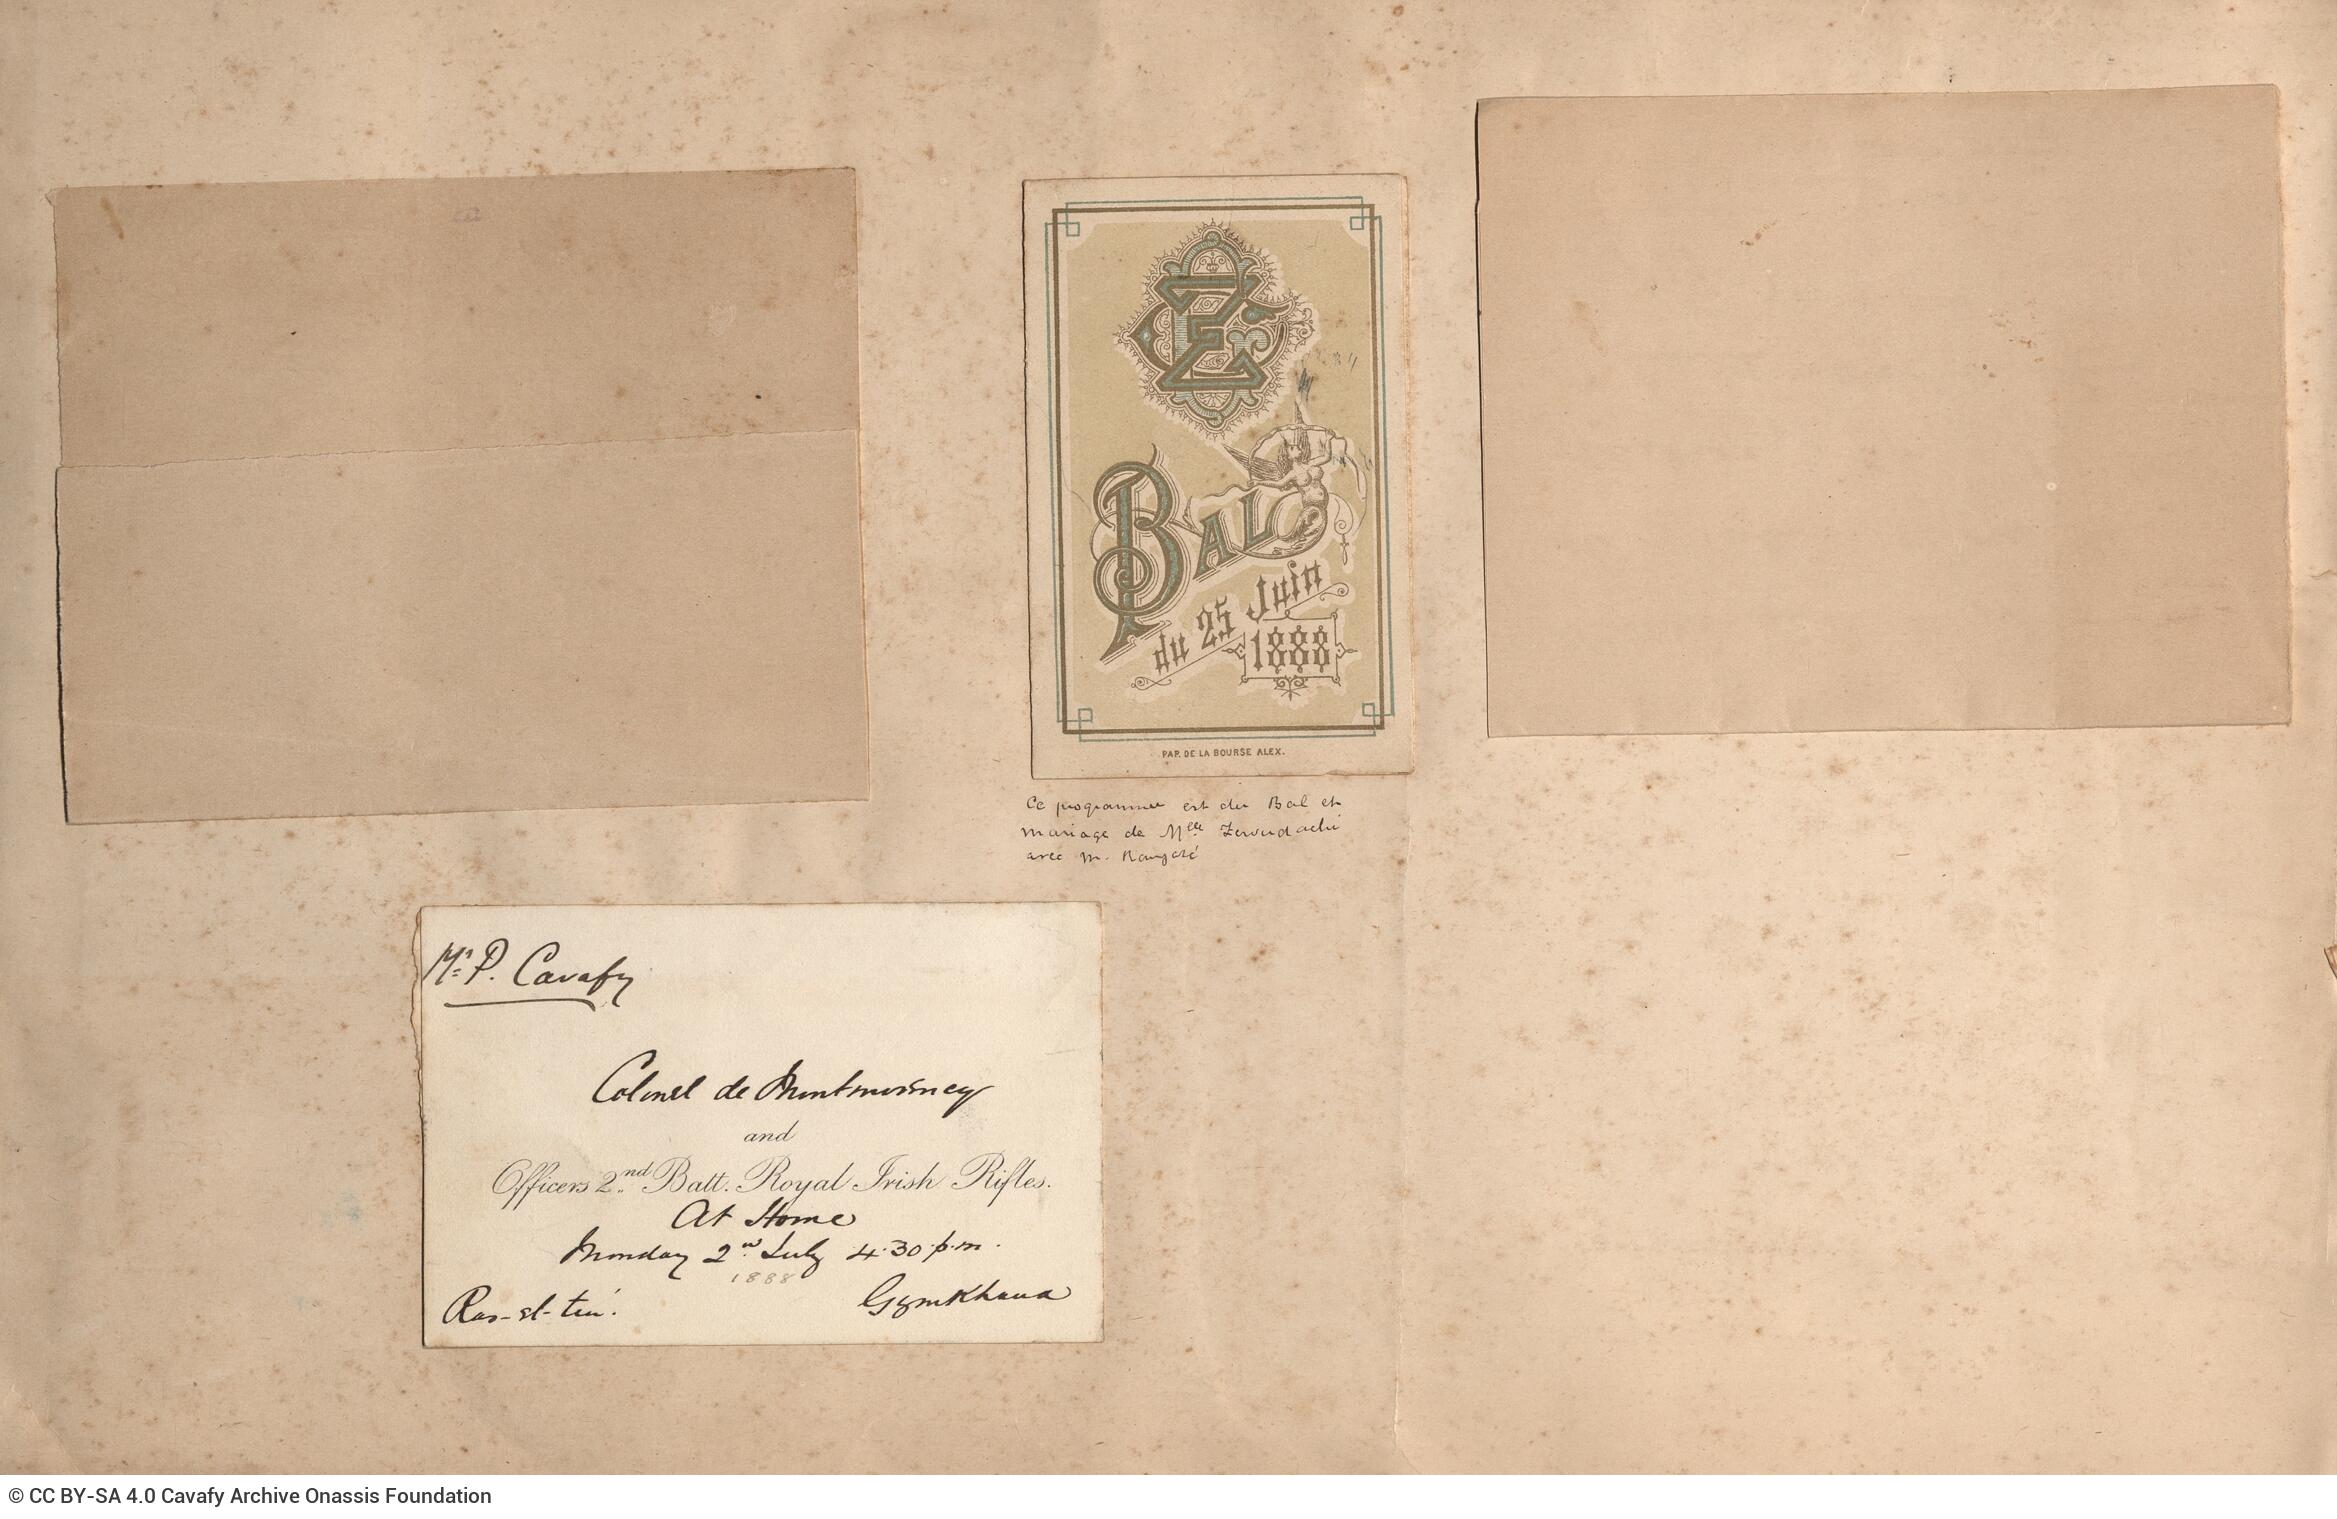 BAL
du 25 Juin
1888
PAP. DE LA BOURSE ALEX.
Ce programme est du Bal et
mariage de Mlle Zervudachi
avec M. Rangabé
Mr. P. Cavafy
Colonel de Montmorency
and
Officers 2nd Batt. Royal Irish Rifles.
At Home
Monday 2nd July 4.30 p.m.
1888
Ras-el-tin.
Gymkhana
© CC BY-SA 4.0 Cavafy Archive Onassis Foundation